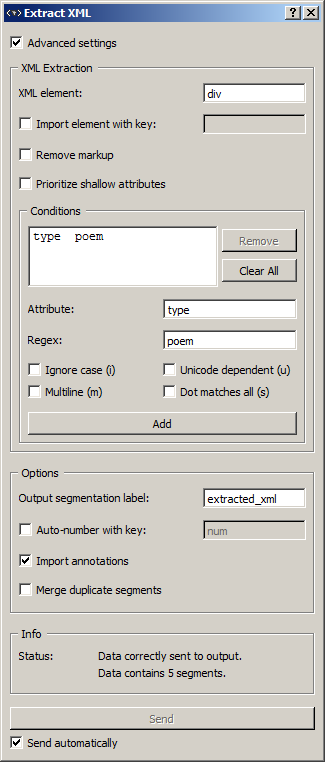 Extract XML
Advanced settings
XML Extraction
XML element: div
Import element with key:
Remove markup
Prioritize shallow attributes
Conditions
type poem
Remove
Clear All
Attribute: type
Regex: poem
Ignore case (i) Unicode dependent (u)
Multiline (m) Dot matches all (s)
Add
Options
Output segmentation label: extracted_xml
Auto-number with key: num
Import annotations
Merge duplicate segments
Info
Status: Data correctly sent to output.
Data contains 5 segments.
Send
Send automatically